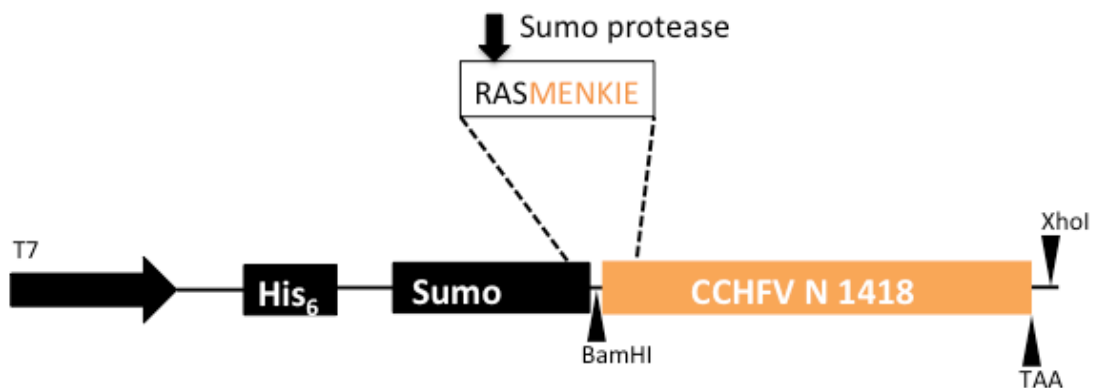 Sumo protease
RASMENKIE
XhoI
T7
His6
Sumo
CCHFV N 1418
BamHI
TAA